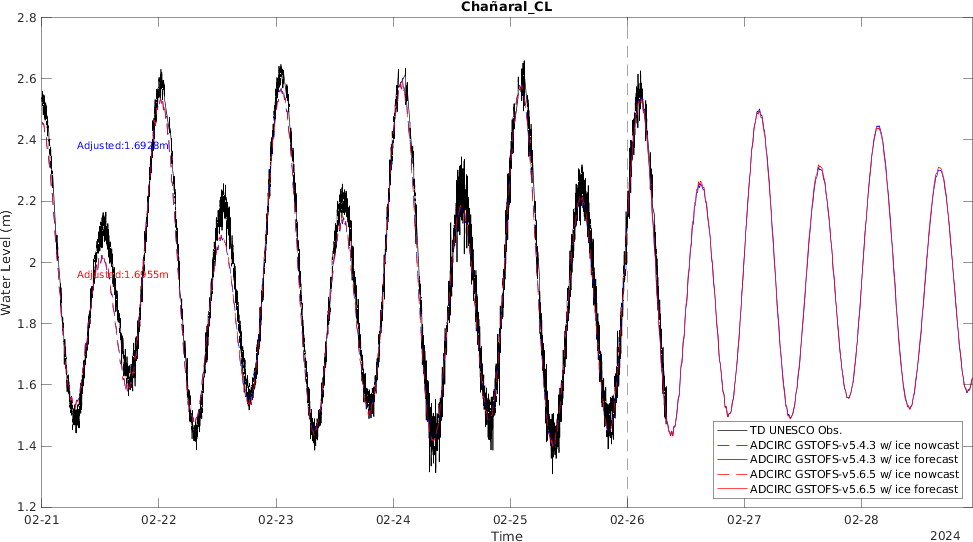 Chañaral_CL
2.8
2.6
2.4
2.2
2
1.8
1.6
1.4
1.2
Water Level (m)
Adjusted:1.6928m
Adjusted:1.6955m
TD UNESCO Obs.
ADCIRC GSTOFS-v5.4.3 w/ ice nowcast
ADCIRC GSTOFS-v5.4.3 w/ ice forecast
ADCIRC GSTOFS-v5.6.5 w/ ice nowcast
ADCIRC GSTOFS-v5.6.5 w/ ice forecast
02-21 02-22 02-23 02-24 02-25 02-26 02-27 02-28
Time
2024